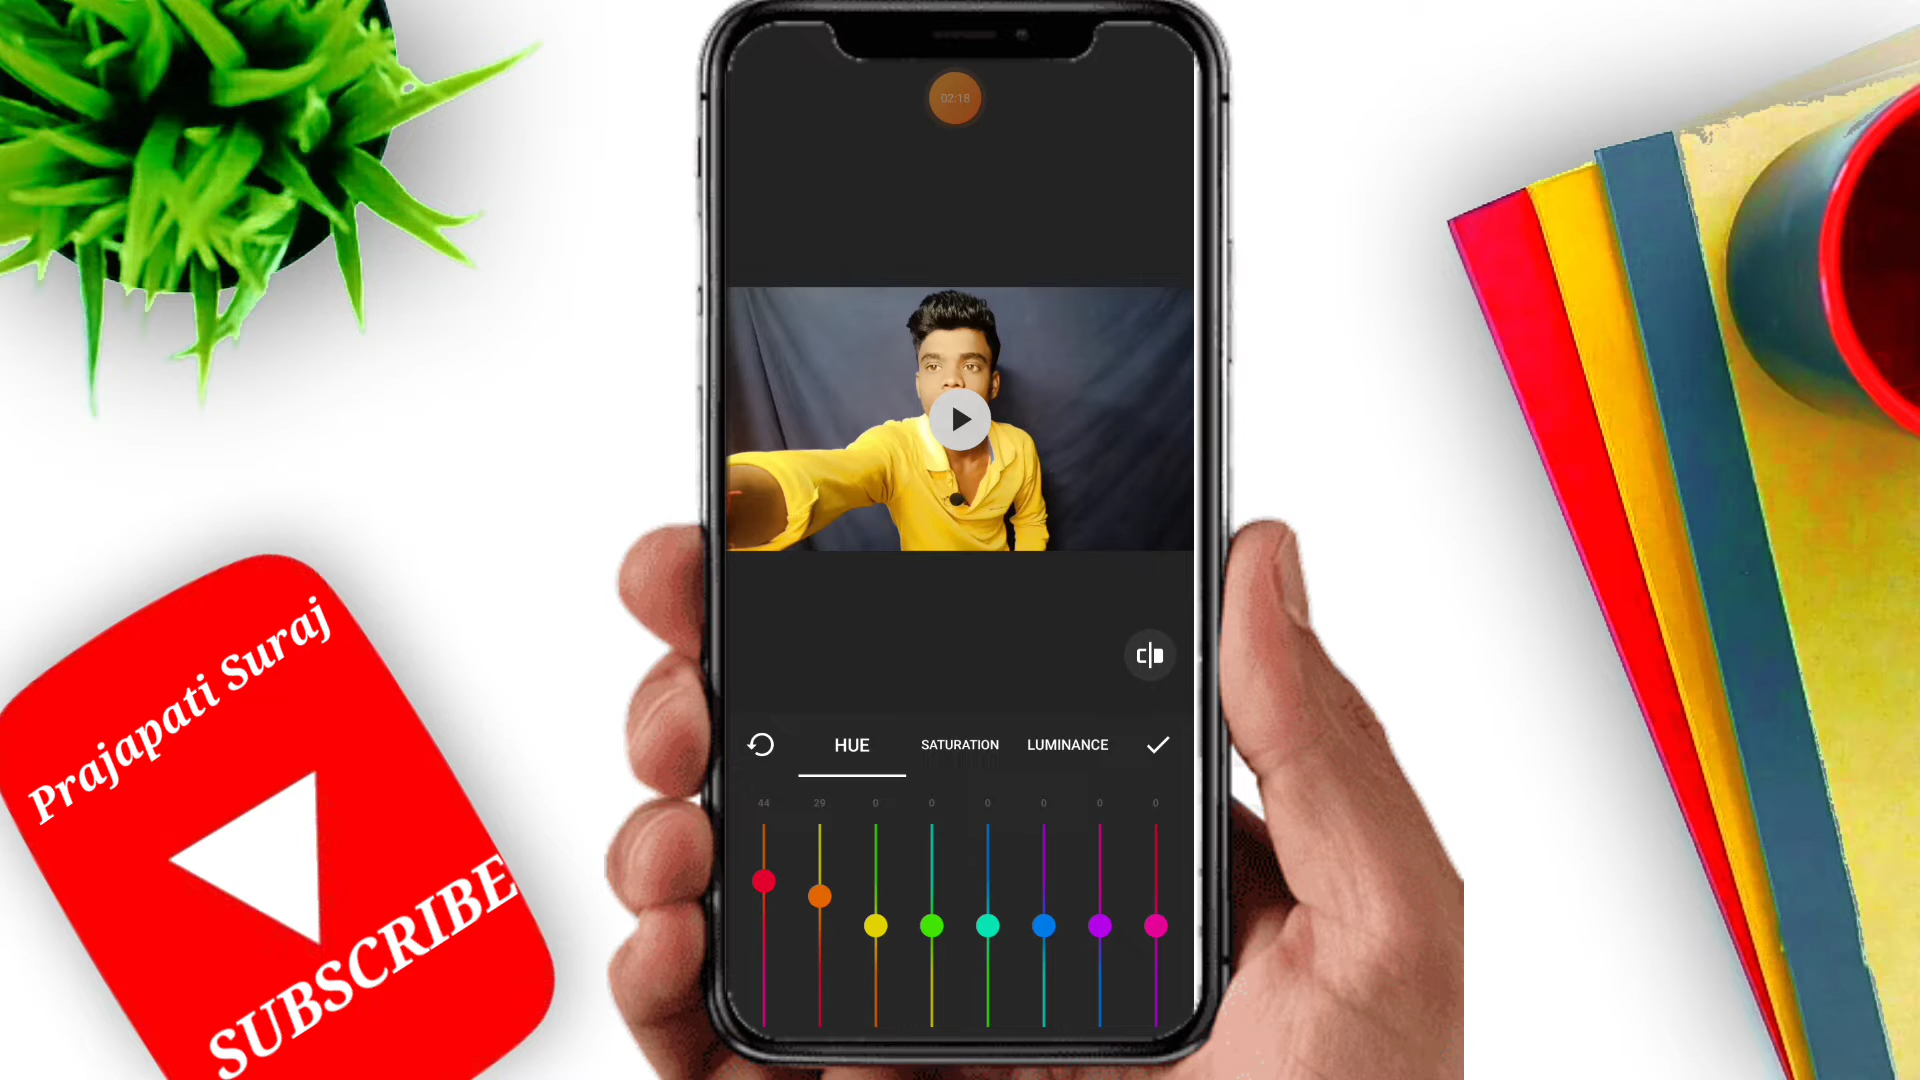 02:18
HUE SATURATION LUMINANCE
44 29 0 0 0 0 0 0
Prajapati Suraj
SUBSCRIBE